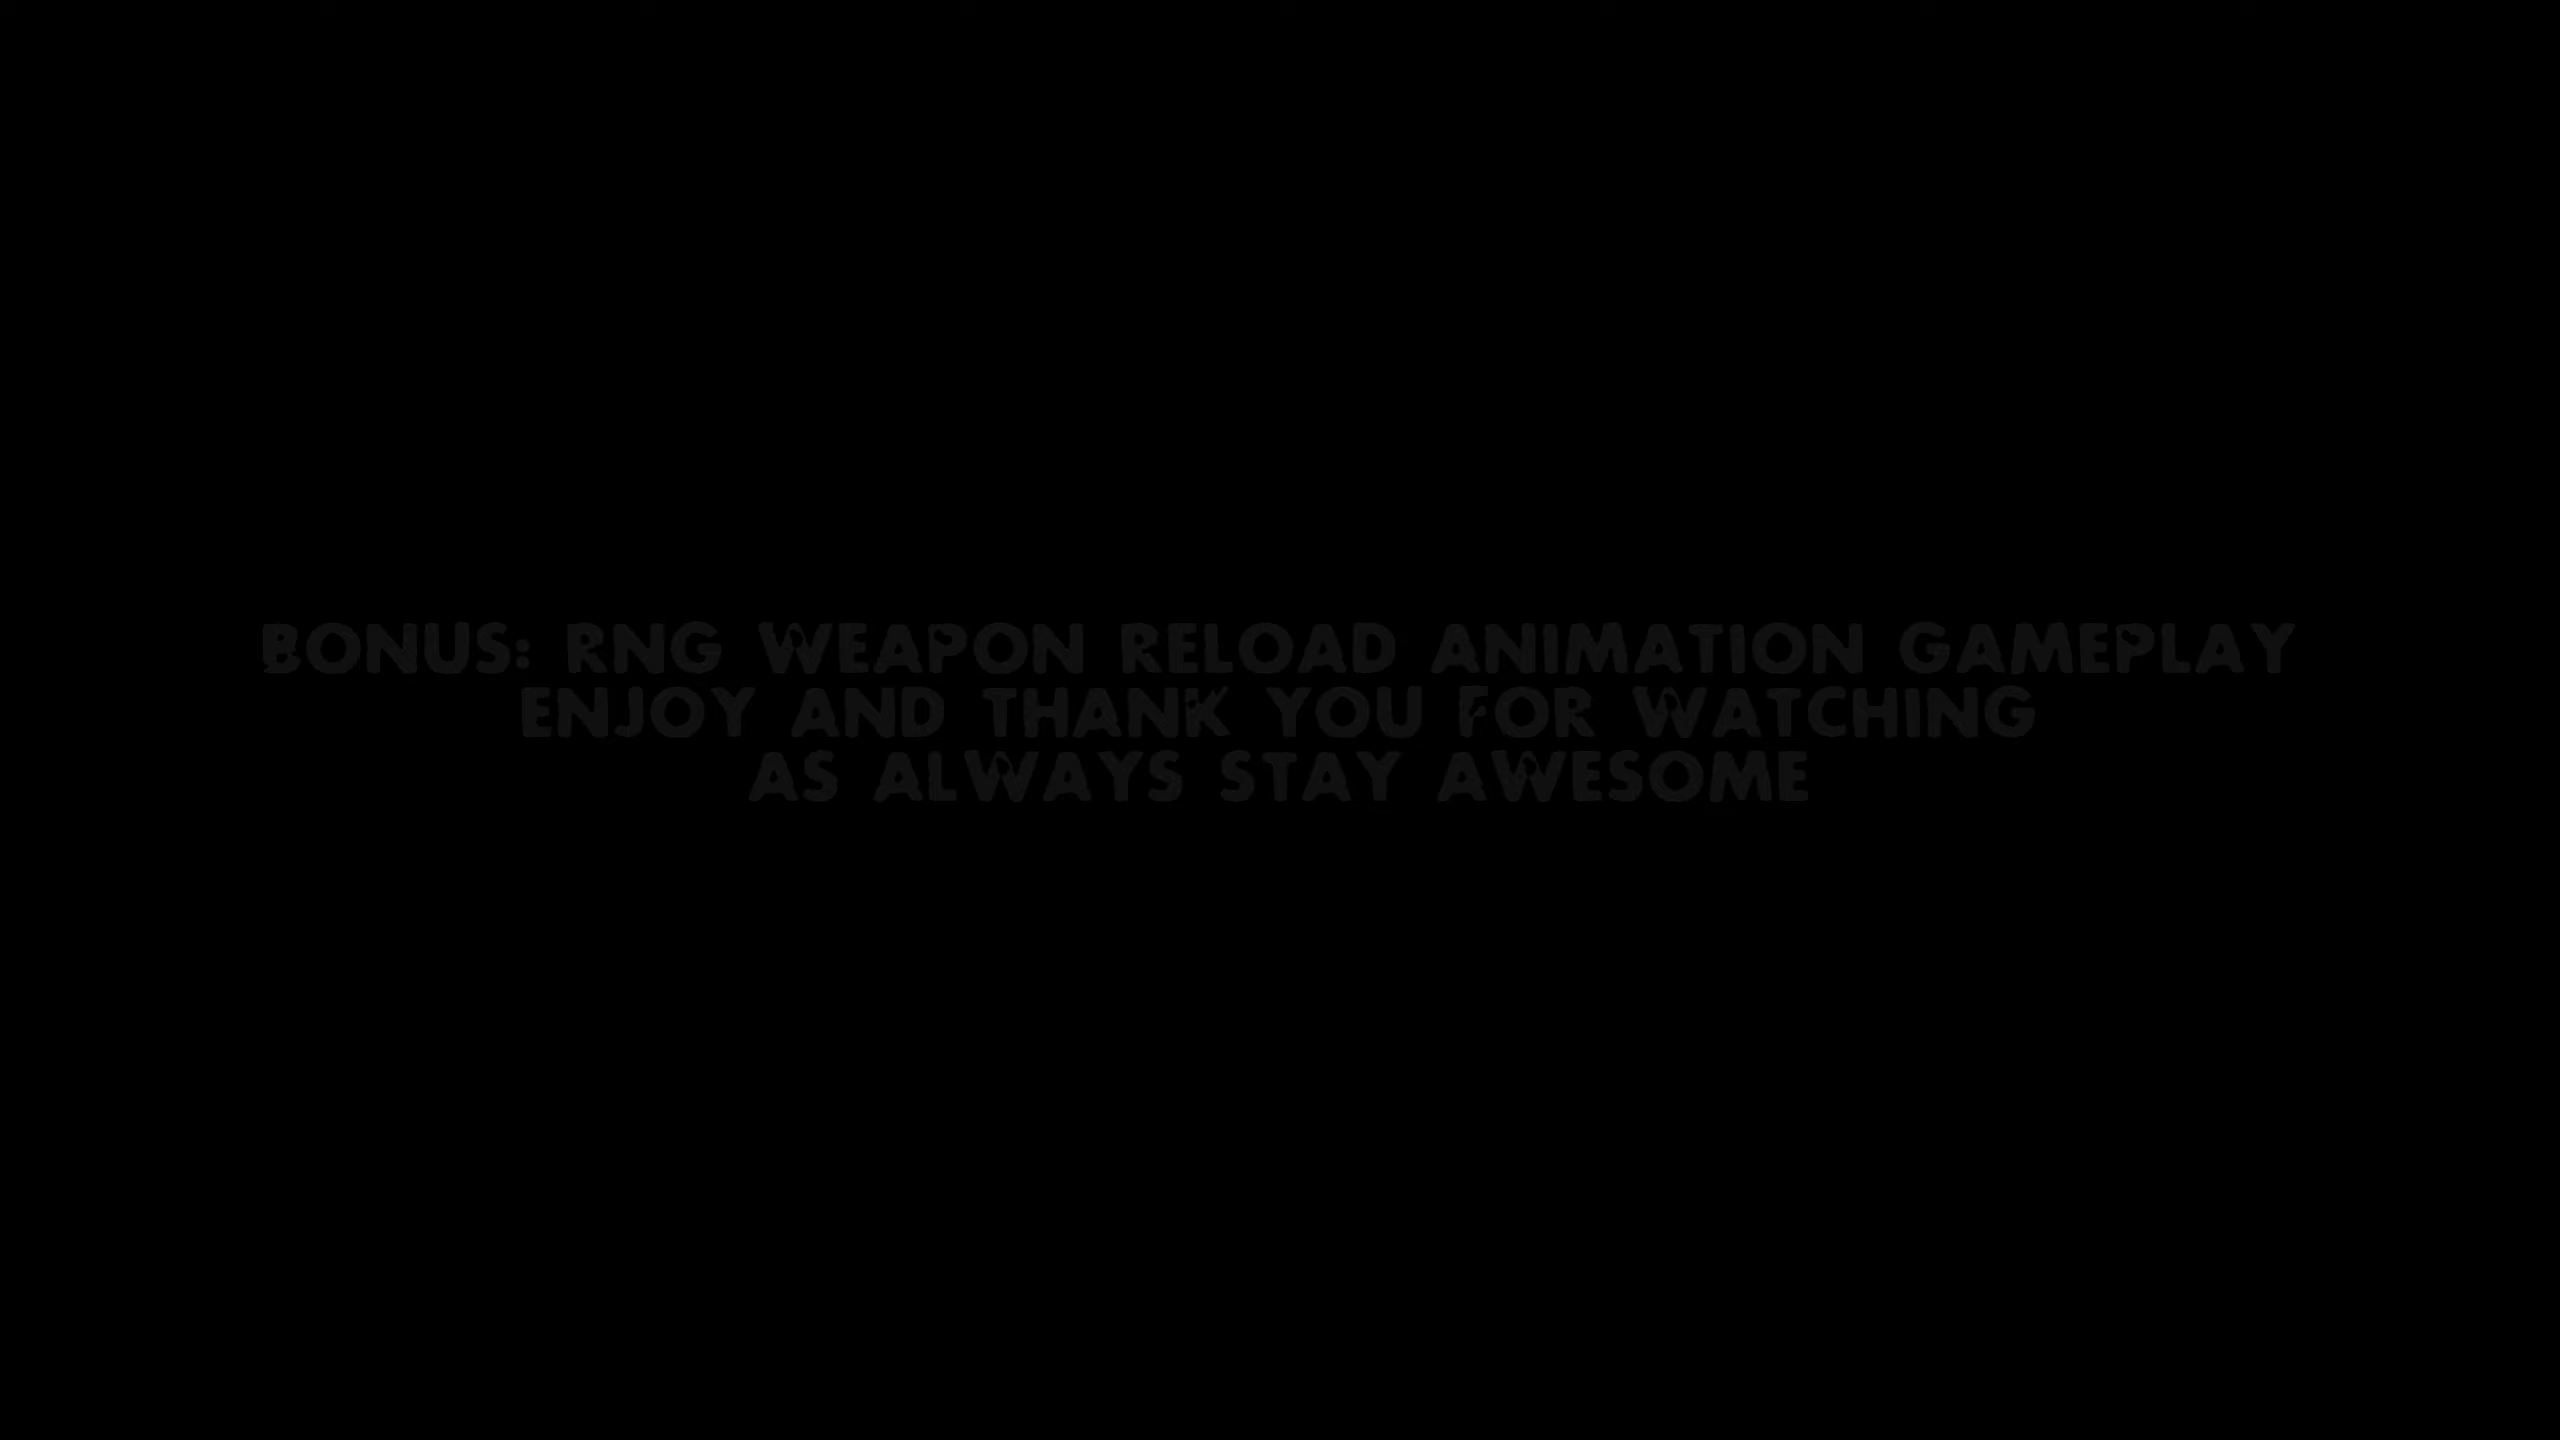 BONUS: RNG WEAPON RELOAD ANIMATION GAMEPLAY
ENJOY AND THANK YOU FOR WATCHING
AS ALWAYS STAY AWESOME